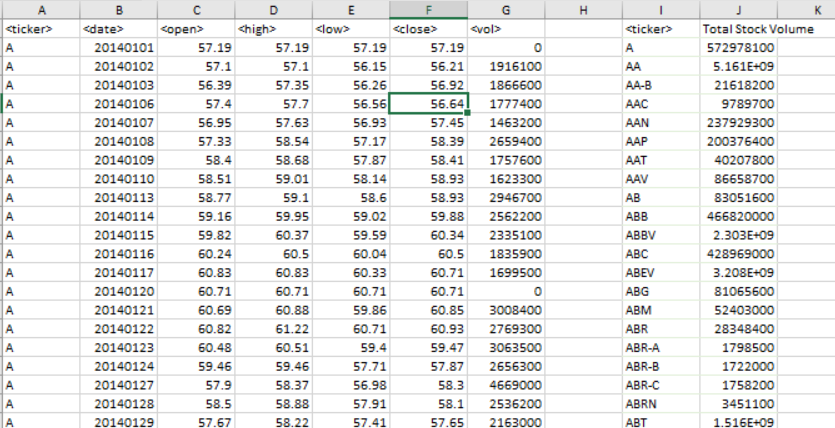 A B C D E F G H I J K
<ticker> <date> <open> <high> <low> <close> <vol> <ticker> Total Stock Volume
A 20140101 57.19 57.19 57.19 57.19 0 A 572978100
A 20140102 57.1 57.1 56.15 56.21 1916100 AA 5.161E+09
A 20140103 56.39 57.35 56.26 56.92 1866600 AA-B 21618200
A 20140106 57.4 57.7 56.56 56.64 1777400 AAC 9789700
A 20140107 56.95 57.63 56.93 57.45 1463200 AAN 237929300
A 20140108 57.33 58.54 57.17 58.39 2659400 AAP 200376400
A 20140109 58.4 58.68 57.87 58.41 1757600 AAT 40207800
A 20140110 58.51 59.01 58.14 58.93 1623300 AAV 86658700
A 20140113 58.77 59.1 58.6 58.93 2946700 AB 83051600
A 20140114 59.16 59.95 59.02 59.88 2562200 ABB 466820000
A 20140115 59.82 60.37 59.59 60.34 2335100 ABBV 2.303E+09
A 20140116 60.24 60.5 60.04 60.5 1835900 ABC 428969000
A 20140117 60.83 60.83 60.33 60.71 1699500 ABEV 3.208E+09
A 20140120 60.71 60.71 60.71 60.71 0 ABG 81065600
A 20140121 60.69 60.88 59.86 60.85 3008400 ABM 52403000
A 20140122 60.82 61.22 60.71 60.93 2769300 ABR 28348400
A 20140123 60.48 60.51 59.4 59.47 3063500 ABR-A 1798500
A 20140124 59.46 59.46 57.71 57.87 2656300 ABR-B 1722000
A 20140127 57.9 58.37 56.98 58.3 4669000 ABR-C 1758200
A 20140128 58.5 58.88 57.91 58.1 2536200 ABRN 3451100
A 20140129 57.67 58.22 57.41 57.65 2163000 ABT 1.516E+09